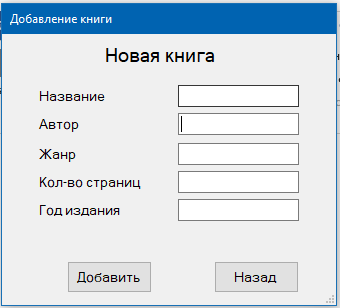 Добавление книги
Новая книга
Название
Автор
Жанр
Кол-во страниц
Год издания
Добавить
Назад